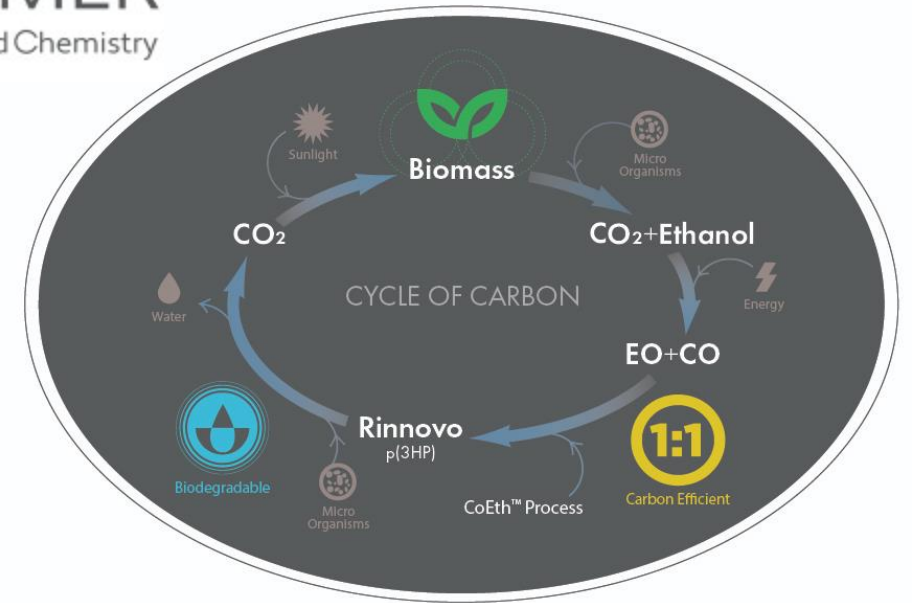 d Chemistry
Sunlight
Biomass
Micro
Organisms
CO₂
CO₂+Ethanol
CYCLE OF CARBON
Water
Energy
EO+CO
Rinnovo
p(3HP)
1:1
Biodegradable
Micro
Organisms
CoEth™ Process
Carbon Efficient